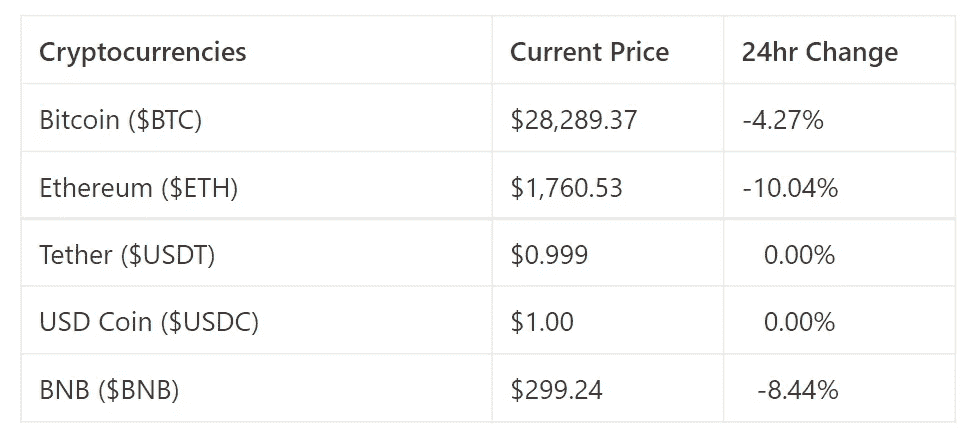 Cryptocurrencies Current Price 24hr Change
Bitcoin ($BTC) $28,289.37 -4.27%
Ethereum ($ETH) $1,760.53 -10.04%
Tether ($USDT) $0.999 0.00%
USD Coin ($USDC) $1.00 0.00%
BNB ($BNB) $299.24 -8.44%